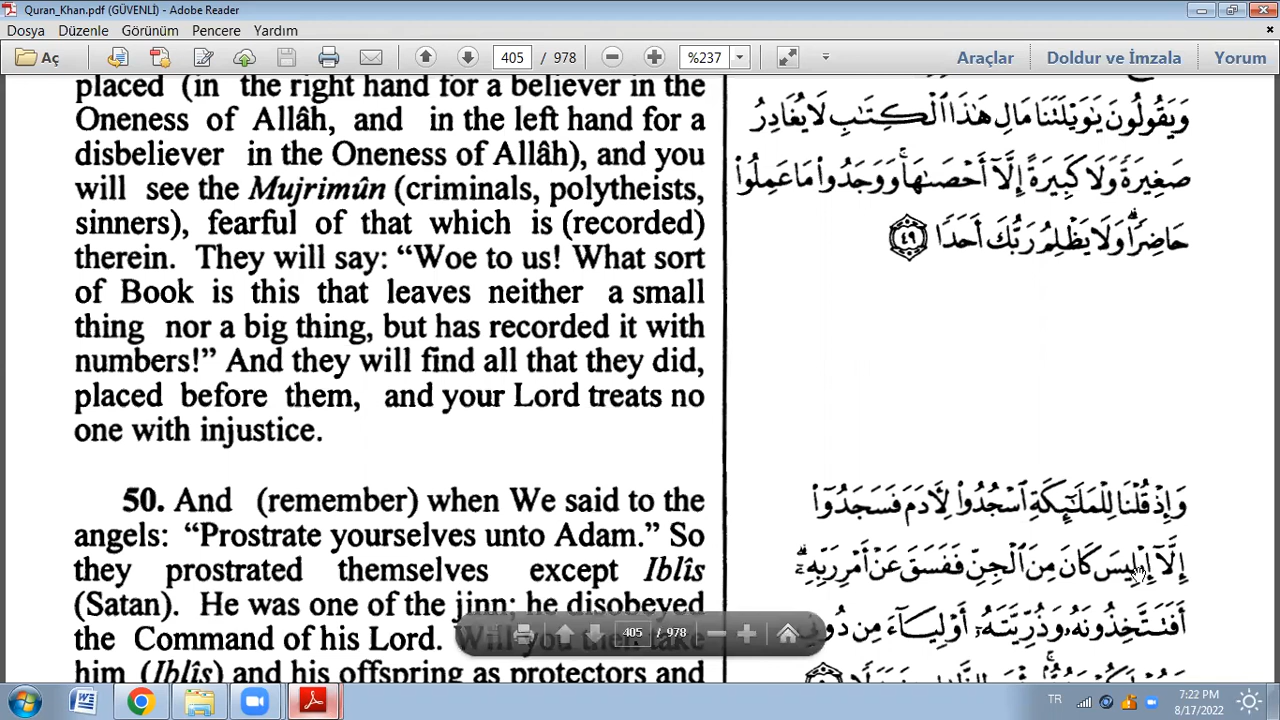 Quran_Khan.pdf (GÜVENLİ) - Adobe Reader
Dosya Düzenle Görünüm Pencere Yardım
Aç 405 / 978 %237 Araçlar Doldur ve İmzala Yorum
placed (in the right hand for a believer in the
Oneness of Allâh, and in the left hand for a
disbeliever in the Oneness of Allâh), and you
will see the Mujrimûn (criminals, polytheists,
sinners), fearful of that which is (recorded)
therein. They will say: “Woe to us! What sort
of Book is this that leaves neither a small
thing nor a big thing, but has recorded it with
numbers!” And they will find all that they did,
placed before them, and your Lord treats no
one with injustice.
50. And (remember) when We said to the
angels: “Prostrate yourselves unto Adam.” So
they prostrated themselves except Iblîs
(Satan). He was one of the jinn; he disobeyed
the Command of his Lord. Will you then take
him (Iblîs) and his offspring as protectors and
وَيَقُولُونَ يَٰوَيْلَتَنَا مَالِ هَٰذَا ٱلْكِتَٰبِ لَا يُغَادِرُ
صَغِيرَةً وَلَا كَبِيرَةً إِلَّآ أَحْصَىٰهَا ۚ وَوَجَدُوا۟ مَا عَمِلُوا۟
حَاضِرًا ۗ وَلَا يَظْلِمُ رَبُّكَ أَحَدًا ٤٩
وَإِذْ قُلْنَا لِلْمَلَٰٓئِكَةِ ٱسْجُدُوا۟ لِءَادَمَ فَسَجَدُوٓا۟
إِلَّآ إِبْلِيسَ كَانَ مِنَ ٱلْجِنِّ فَفَسَقَ عَنْ أَمْرِ رَبِّهِۦٓ ۗ
أَفَتَتَّخِذُونَهُۥ وَذُرِّيَّتَهُۥٓ أَوْلِيَآءَ مِن دُونِى
405 / 978
TR 7:22 PM
8/17/2022